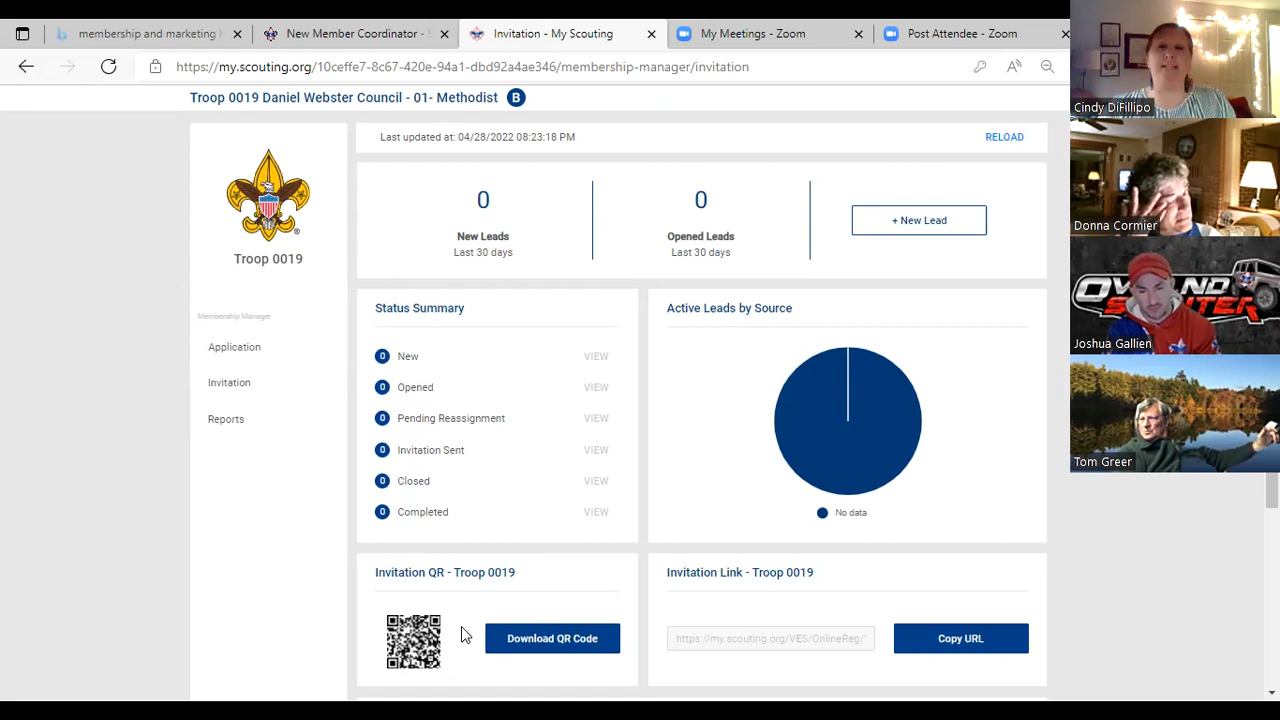 membership and marketing h
New Member Coordinator - S
Invitation - My Scouting
My Meetings - Zoom
Post Attendee - Zoom
https://my.scouting.org/10ceffe7-8c67-420e-94a1-dbd92a4ae346/membership-manager/invitation
Troop 0019 Daniel Webster Council - 01- Methodist B
Last updated at: 04/28/2022 08:23:18 PM RELOAD
0
New Leads
Last 30 days
0
Opened Leads
Last 30 days
+ New Lead
Troop 0019
Membership Manager
Application
Invitation
Reports
Status Summary
0 New VIEW
0 Opened VIEW
0 Pending Reassignment VIEW
0 Invitation Sent VIEW
0 Closed VIEW
0 Completed VIEW
Active Leads by Source
No data
Invitation QR - Troop 0019
Download QR Code
Invitation Link - Troop 0019
https://my.scouting.org/VES/OnlineReg/
Copy URL
Cindy DiFillipo
Donna Cormier
Joshua Gallien
Tom Greer